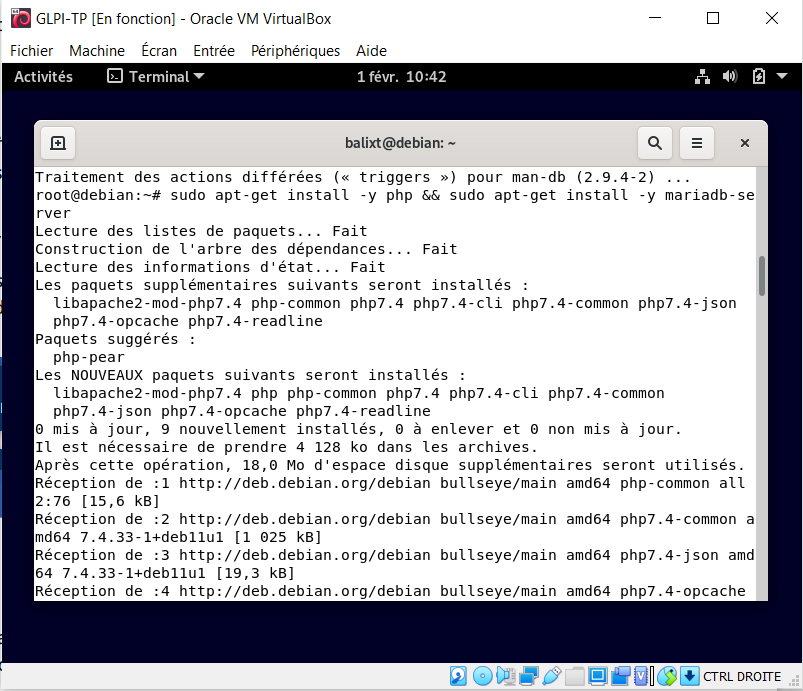 GLPI-TP [En fonction] - Oracle VM VirtualBox
Fichier Machine Écran Entrée Périphériques Aide
Activités Terminal 1 févr. 10:42
balixt@debian: ~
Traitement des actions différées (« triggers ») pour man-db (2.9.4-2) ...
root@debian:~# sudo apt-get install -y php && sudo apt-get install -y mariadb-se
rver
Lecture des listes de paquets... Fait
Construction de l'arbre des dépendances... Fait
Lecture des informations d'état... Fait
Les paquets supplémentaires suivants seront installés :
  libapache2-mod-php7.4 php-common php7.4 php7.4-cli php7.4-common php7.4-json
  php7.4-opcache php7.4-readline
Paquets suggérés :
  php-pear
Les NOUVEAUX paquets suivants seront installés :
  libapache2-mod-php7.4 php php-common php7.4 php7.4-cli php7.4-common
  php7.4-json php7.4-opcache php7.4-readline
0 mis à jour, 9 nouvellement installés, 0 à enlever et 0 non mis à jour.
Il est nécessaire de prendre 4 128 ko dans les archives.
Après cette opération, 18,0 Mo d'espace disque supplémentaires seront utilisés.
Réception de :1 http://deb.debian.org/debian bullseye/main amd64 php-common all
2:76 [15,6 kB]
Réception de :2 http://deb.debian.org/debian bullseye/main amd64 php7.4-common a
md64 7.4.33-1+deb11u1 [1 025 kB]
Réception de :3 http://deb.debian.org/debian bullseye/main amd64 php7.4-json amd
64 7.4.33-1+deb11u1 [19,3 kB]
Réception de :4 http://deb.debian.org/debian bullseye/main amd64 php7.4-opcache
CTRL DROITE